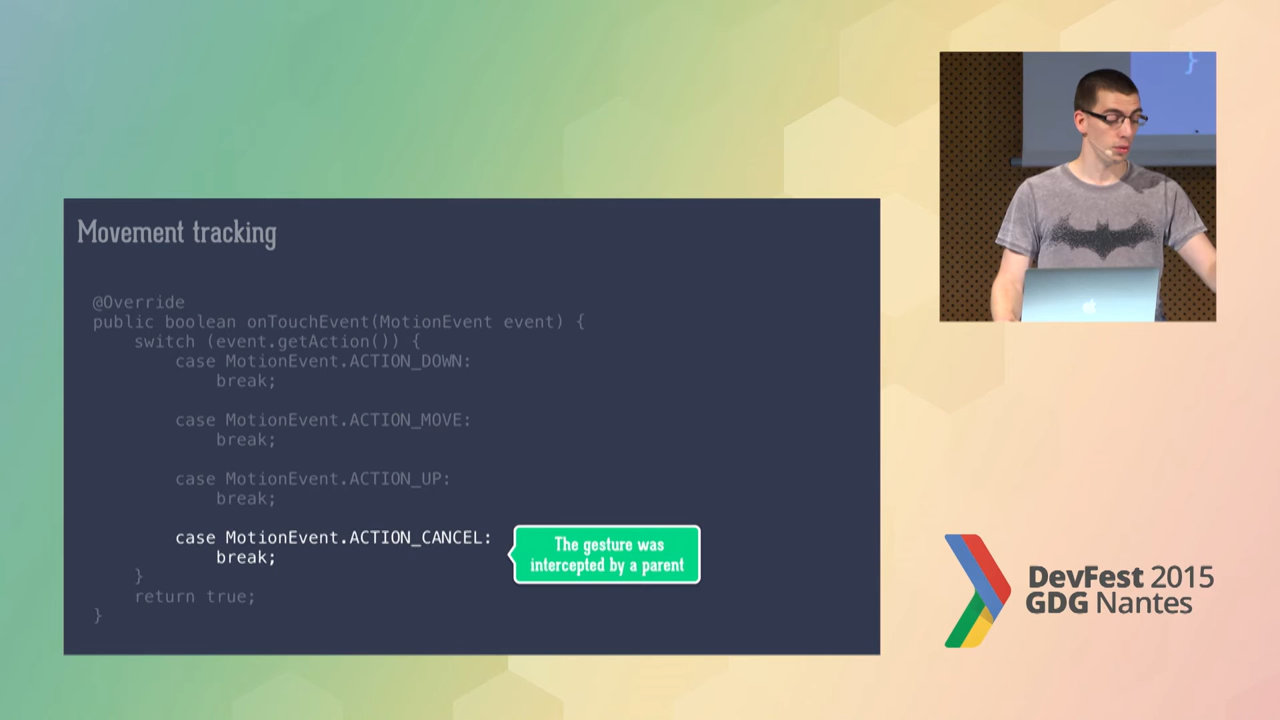 Movement tracking
@Override
public boolean onTouchEvent(MotionEvent event) {
switch (event.getAction()) {
case MotionEvent.ACTION_DOWN:
break;
case MotionEvent.ACTION_MOVE:
break;
case MotionEvent.ACTION_UP:
break;
case MotionEvent.ACTION_CANCEL:
break;
The gesture was
intercepted by a parent
}
return true;
}
}
DevFest 2015
GDG Nantes